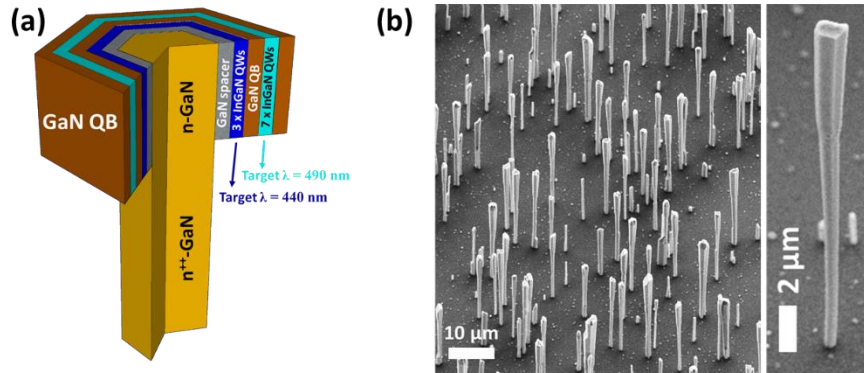 (a)
GaN QB
n-GaN
n++-GaN
GaN spacer
3 x InGaN QWs
GaN QB
7 x InGaN QWs
Target λ = 490 nm
Target λ = 440 nm
(b)
10 μm
2 μm